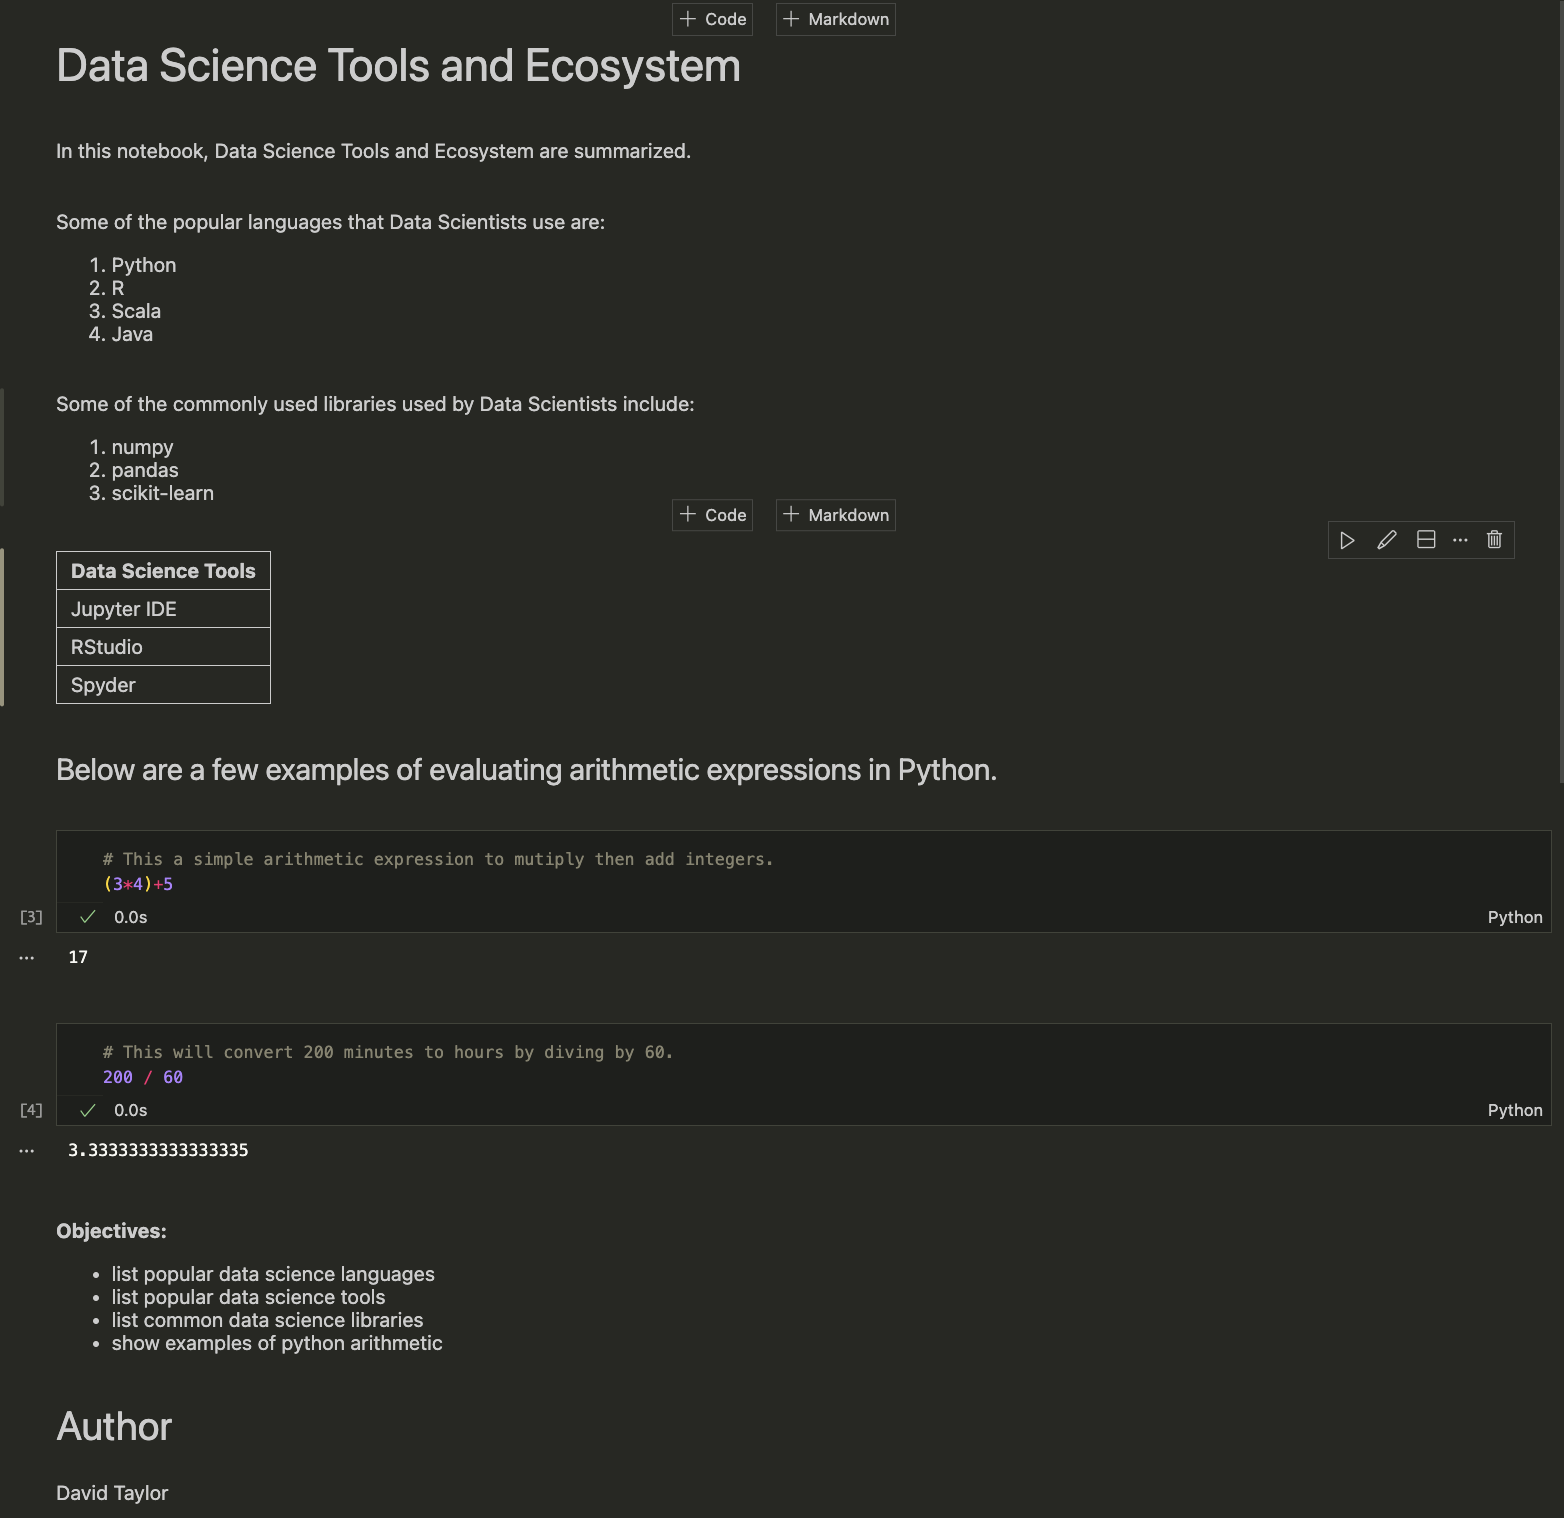 + Code + Markdown
Data Science Tools and Ecosystem
In this notebook, Data Science Tools and Ecosystem are summarized.
Some of the popular languages that Data Scientists use are:
1. Python
2. R
3. Scala
4. Java
Some of the commonly used libraries used by Data Scientists include:
1. numpy
2. pandas
3. scikit-learn
+ Code + Markdown
Data Science Tools
Jupyter IDE
RStudio
Spyder
Below are a few examples of evaluating arithmetic expressions in Python.
# This a simple arithmetic expression to mutiply then add integers.
(3*4)+5
[3] ✓ 0.0s Python
... 17
# This will convert 200 minutes to hours by diving by 60.
200 / 60
[4] ✓ 0.0s Python
... 3.3333333333333335
Objectives:
• list popular data science languages
• list popular data science tools
• list common data science libraries
• show examples of python arithmetic
Author
David Taylor